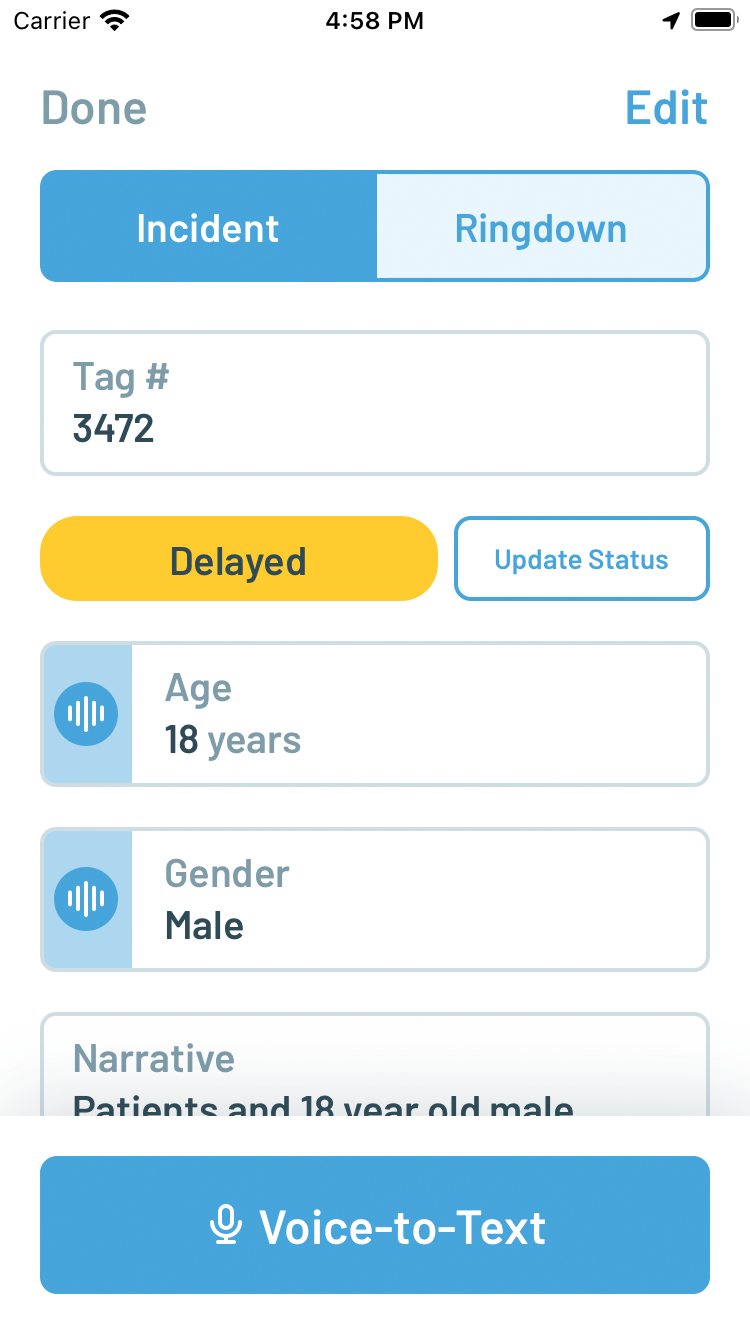 Carrier 4:58 PM
Done Edit
Incident Ringdown
Tag #
3472
Delayed Update Status
Age
18 years
Gender
Male
Narrative
Patients and 18 year old male
Voice-to-Text